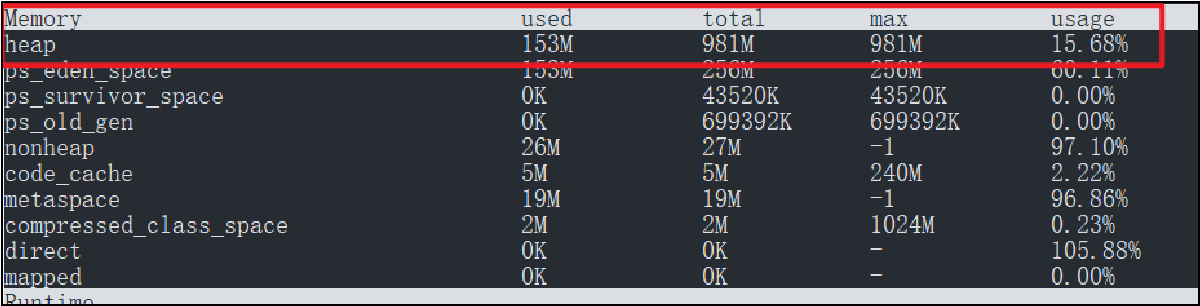 Memory used total max usage
heap 153M 981M 981M 15.68%
ps_eden_space 153M 256M 256M 60.11%
ps_survivor_space 0K 43520K 43520K 0.00%
ps_old_gen 0K 699392K 699392K 0.00%
nonheap 26M 27M -1 97.10%
code_cache 5M 5M 240M 2.22%
metaspace 19M 19M -1 96.86%
compressed_class_space 2M 2M 1024M 0.23%
direct 0K 0K - 105.88%
mapped 0K 0K - 0.00%
Runtime